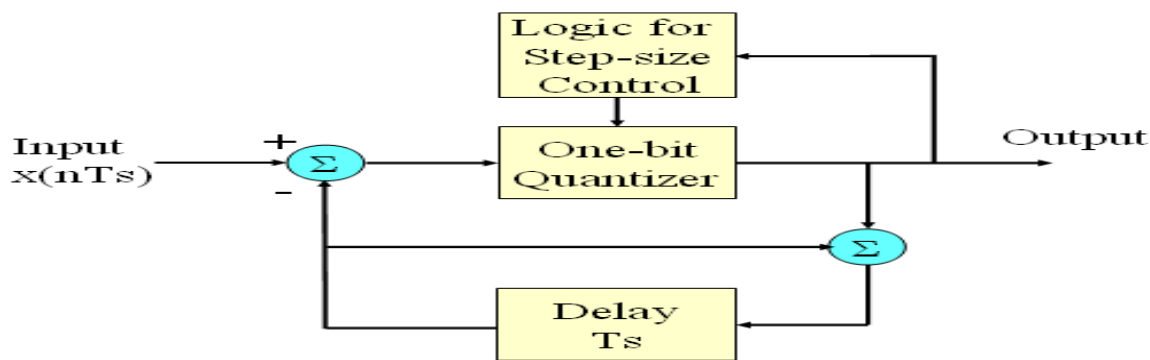 Logic for
Step-size
Control
Input
x(nTs)
+
-
Σ
One-bit
Quantizer
Output
Σ
Delay
Ts